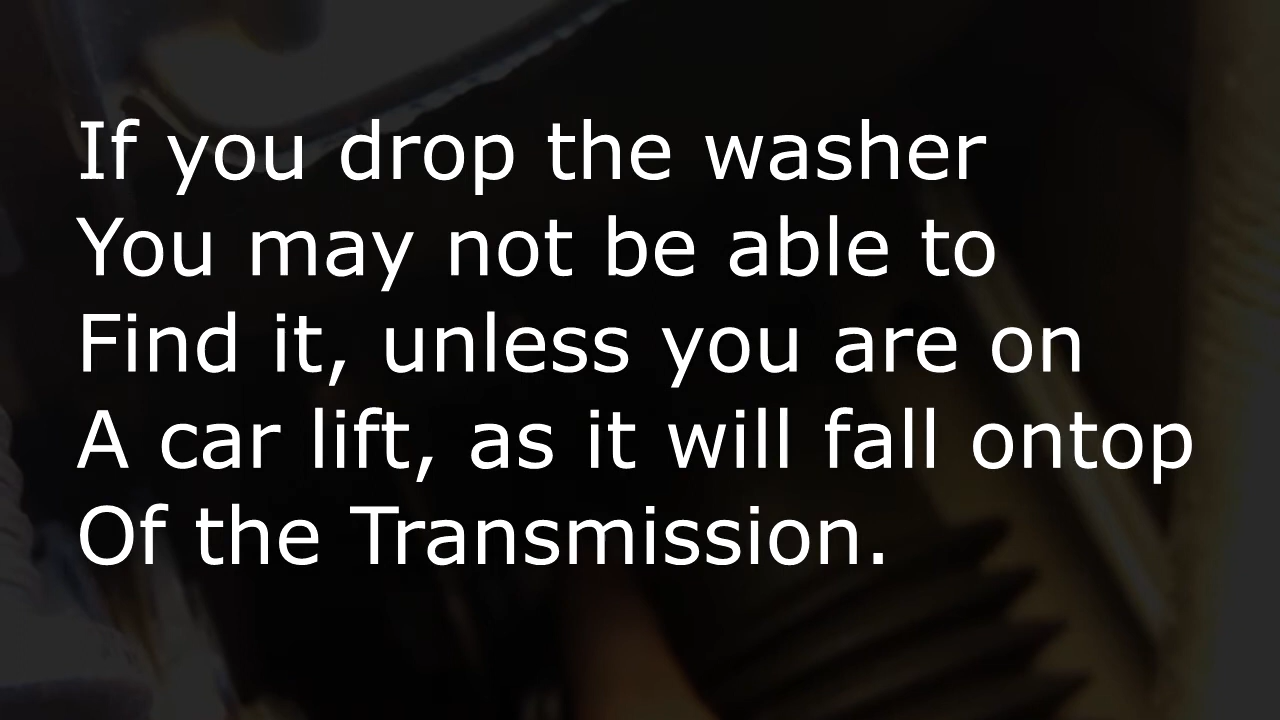 If you drop the washer
You may not be able to
Find it, unless you are on
A car lift, as it will fall ontop
Of the Transmission.